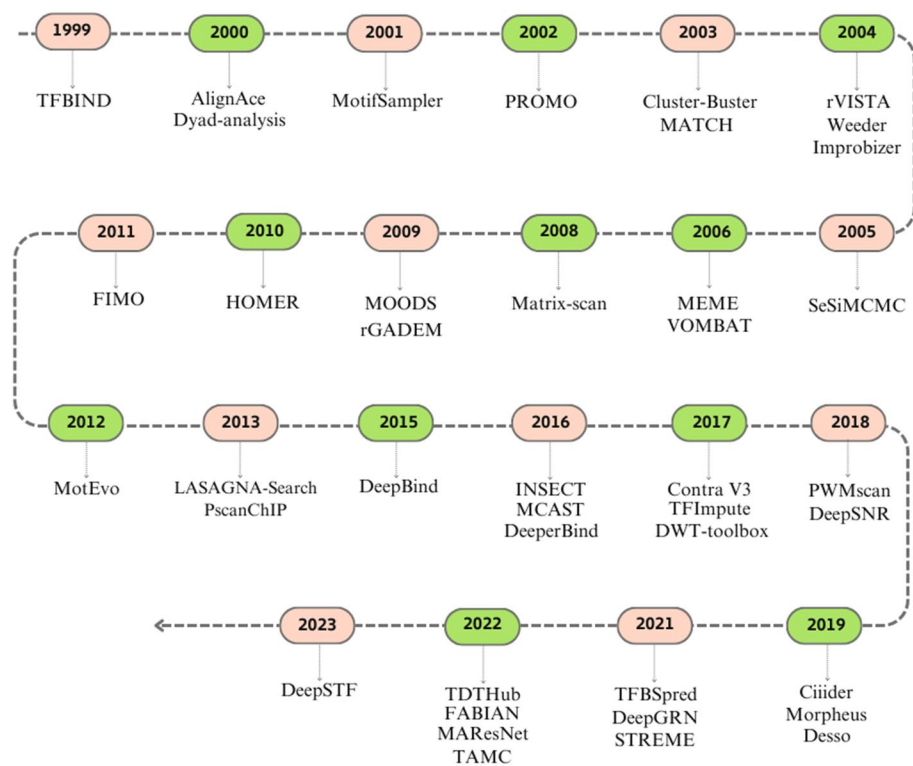 1999
2000
2001
2002
2003
2004
TFBIND
AlignAce
Dyad-analysis
MotifSampler
PROMO
Cluster-Buster
MATCH
rVISTA
Weeder
Improbizer
2011
2010
2009
2008
2006
2005
FIMO
HOMER
MOODS
rGADEM
Matrix-scan
MEME
VOMBAT
SeSiMCMC
2012
2013
2015
2016
2017
2018
MotEvo
LASAGNA-Search
PscanChIP
DeepBind
INSECT
MCAST
DeeperBind
Contra V3
TFImpute
DWT-toolbox
PWMscan
DeepSNR
2023
2022
2021
2019
DeepSTF
TDTHub
FABIAN
MAResNet
TAMC
TFBSpred
DeepGRN
STREME
Ciiider
Morpheus
Desso